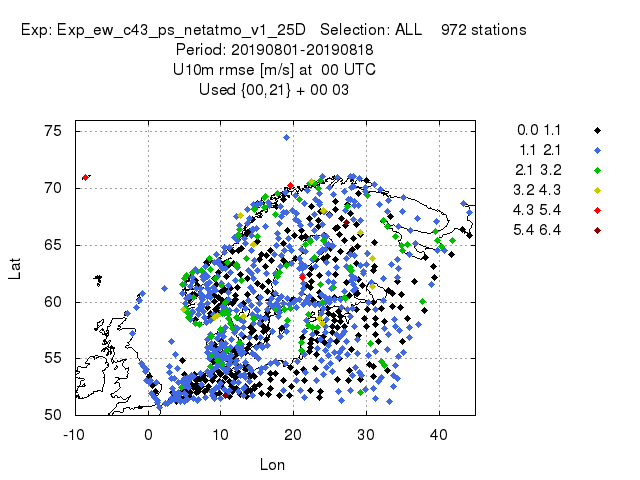 Exp: Exp_ew_c43_ps_netatmo_v1_25D   Selection: ALL    972 stations
Period: 20190801-20190818
U10m rmse [m/s] at  00 UTC
Used {00,21} + 00 03
0.0 1.1
1.1 2.1
2.1 3.2
3.2 4.3
4.3 5.4
5.4 6.4
75
70
65
60
55
50
Lat
-10 0 10 20 30 40
Lon